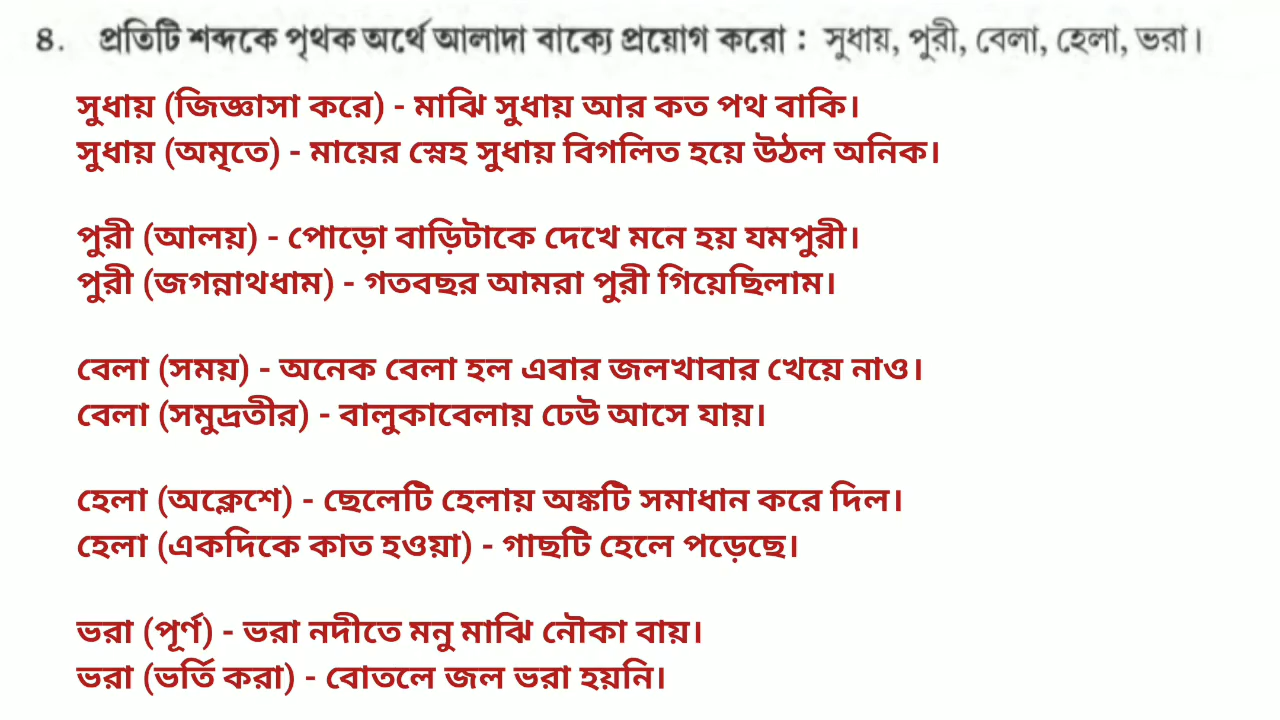 ৪. প্রতিটি শব্দকে পৃথক অর্থে আলাদা বাক্যে প্রয়োগ করো : সুধায়, পুরী, বেলা, হেলা, ভরা।
সুধায় (জিজ্ঞাসা করে) - মাঝি সুধায় আর কত পথ বাকি।
সুধায় (অমৃতে) - মায়ের স্নেহ সুধায় বিগলিত হয়ে উঠল অনিক।
পুরী (আলয়) - পোড়ো বাড়িটাকে দেখে মনে হয় যমপুরী।
পুরী (জগন্নাথধাম) - গতবছর আমরা পুরী গিয়েছিলাম।
বেলা (সময়) - অনেক বেলা হল এবার জলখাবার খেয়ে নাও।
বেলা (সমুদ্রতীর) - বালুকাবেলায় ঢেউ আসে যায়।
হেলা (অক্লেশে) - ছেলেটি হেলায় অঙ্কটি সমাধান করে দিল।
হেলা (একদিকে কাত হওয়া) - গাছটি হেলে পড়েছে।
ভরা (পূর্ণ) - ভরা নদীতে মনু মাঝি নৌকা বায়।
ভরা (ভর্তি করা) - বোতলে জল ভরা হয়নি।